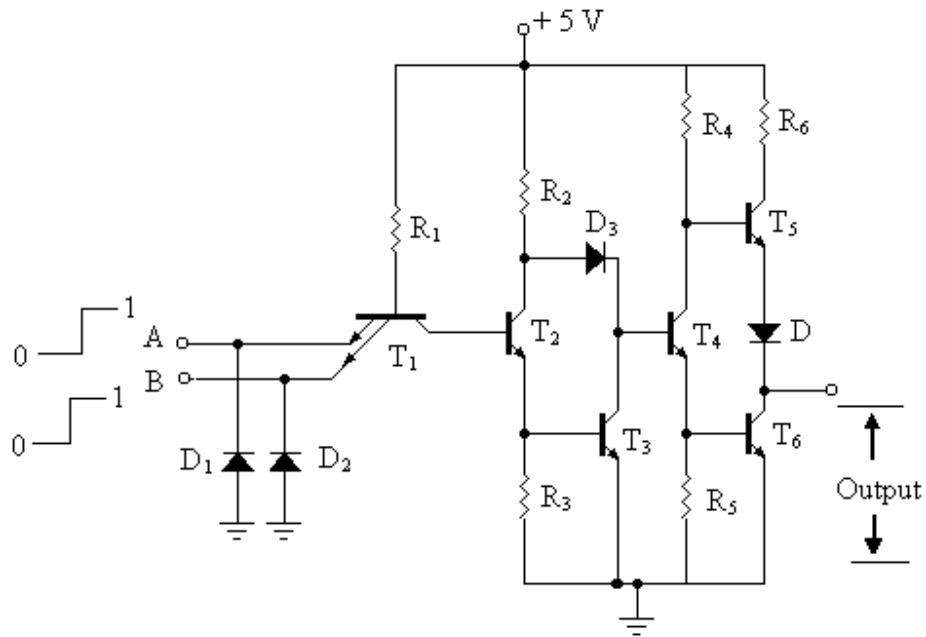 + 5 V
R₄
R₆
R₂
R₁
D₃
T₅
1
A
0
T₁
T₂
T₄
D
B
1
0
D₁
D₂
T₃
T₆
R₃
R₅
Output